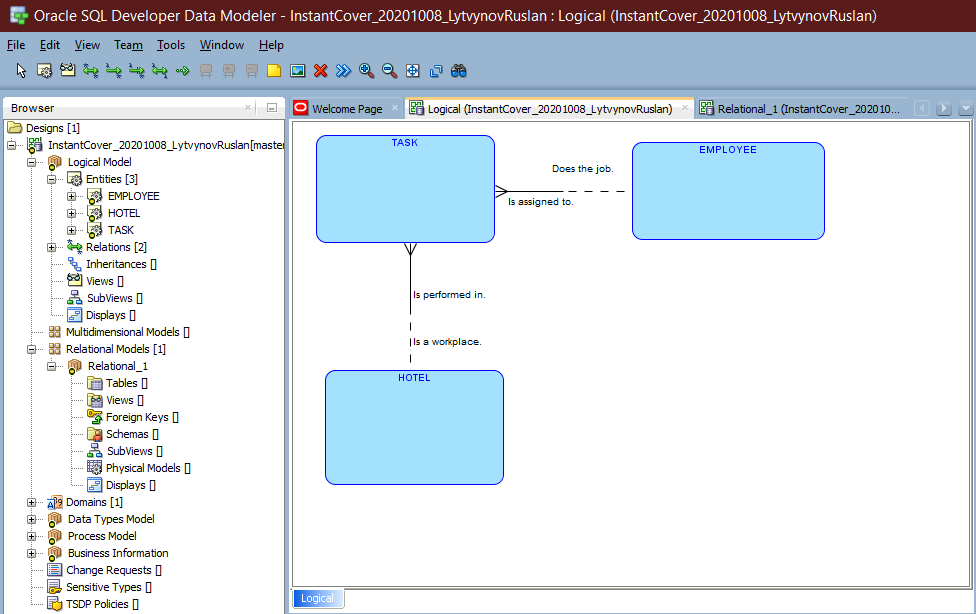 Oracle SQL Developer Data Modeler - InstantCover_20201008_LytvynovRuslan : Logical (InstantCover_20201008_LytvynovRuslan)
File Edit View Team Tools Window Help
Browser
Welcome Page
Logical (InstantCover_20201008_LytvynovRuslan)
Relational_1 (InstantCover_202010...
Designs [1]
InstantCover_20201008_LytvynovRuslan[master
Logical Model
Entities [3]
EMPLOYEE
HOTEL
TASK
Relations [2]
Inheritances []
Views []
SubViews []
Displays []
Multidimensional Models []
Relational Models [1]
Relational_1
Tables []
Views []
Foreign Keys []
Schemas []
SubViews []
Physical Models []
Displays []
Domains [1]
Data Types Model
Process Model
Business Information
Change Requests []
Sensitive Types []
TSDP Policies []
TASK
EMPLOYEE
Does the job.
Is assigned to.
Is performed in.
Is a workplace.
HOTEL
Logical